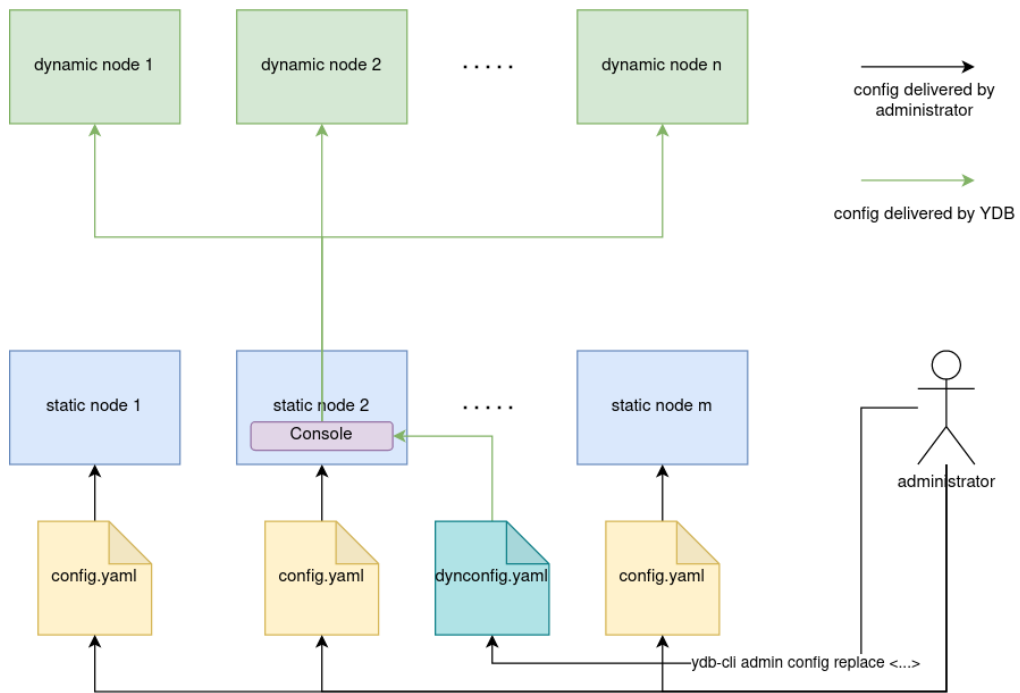 dynamic node 1
dynamic node 2
.....
dynamic node n
config delivered by
administrator
config delivered by YDB
static node 1
static node 2
Console
.....
static node m
administrator
config.yaml
config.yaml
dynconfig.yaml
config.yaml
ydb-cli admin config replace <...>